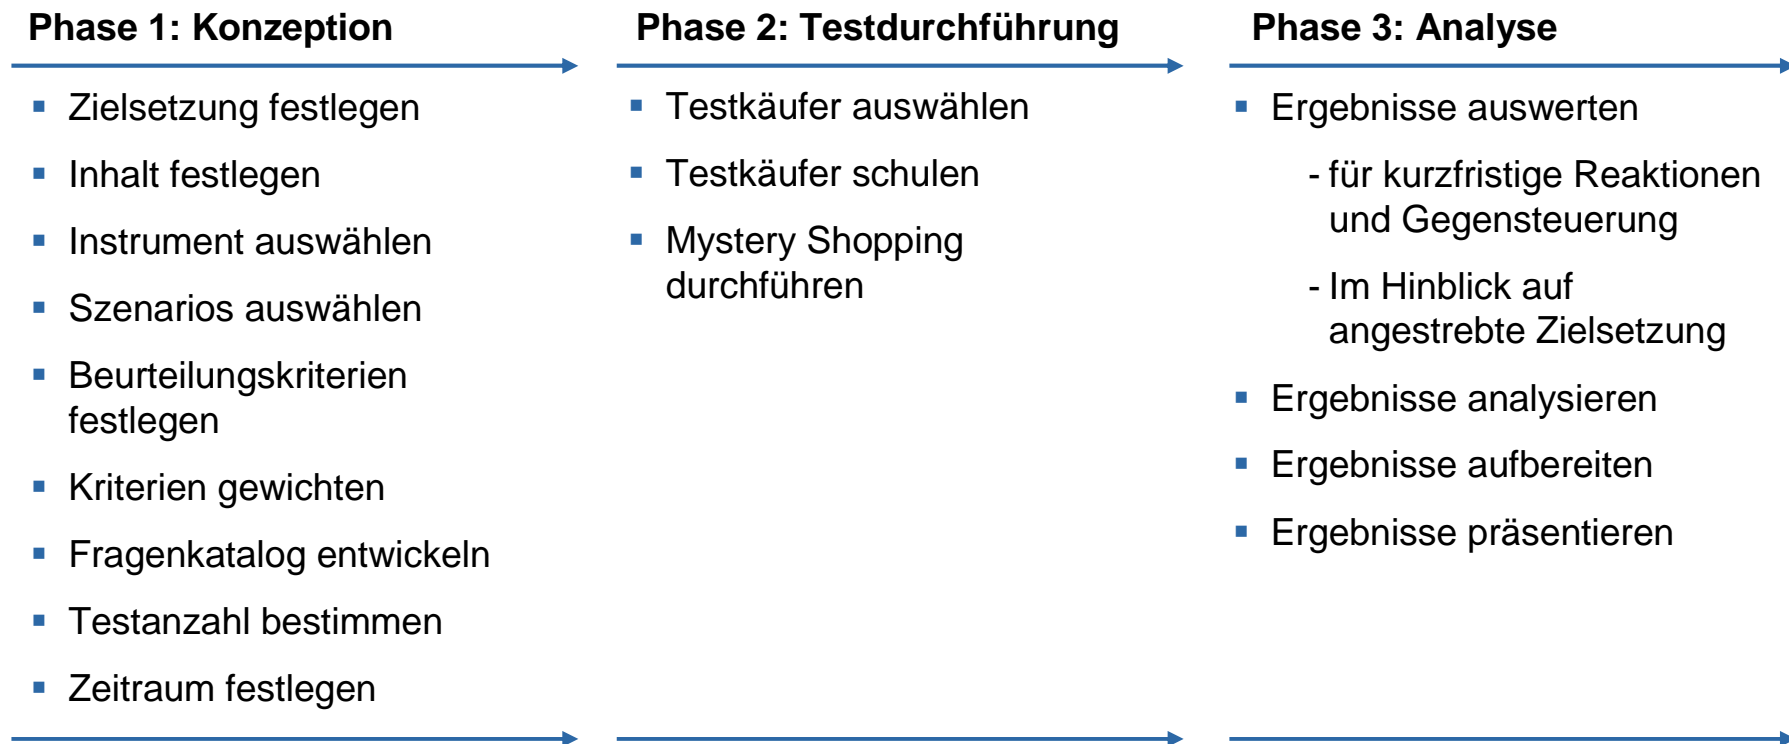 Phase 1: Konzeption
▪ Zielsetzung festlegen
▪ Inhalt festlegen
▪ Instrument auswählen
▪ Szenarios auswählen
▪ Beurteilungskriterien
festlegen
▪ Kriterien gewichten
▪ Fragenkatalog entwickeln
▪ Testanzahl bestimmen
▪ Zeitraum festlegen
Phase 2: Testdurchführung
▪ Testkäufer auswählen
▪ Testkäufer schulen
▪ Mystery Shopping
durchführen
Phase 3: Analyse
▪ Ergebnisse auswerten
- für kurzfristige Reaktionen
und Gegensteuerung
- Im Hinblick auf
angestrebte Zielsetzung
▪ Ergebnisse analysieren
▪ Ergebnisse aufbereiten
▪ Ergebnisse präsentieren